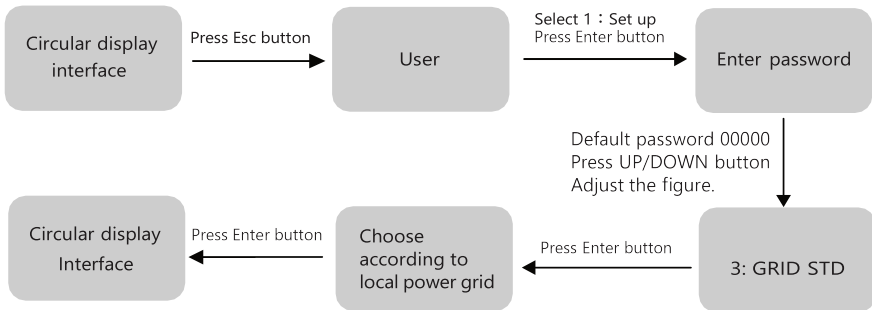 Circular display
interface
Press Esc button
User
Select 1：Set up
Press Enter button
Enter password
Default password 00000
Press UP/DOWN button
Adjust the figure.
3: GRID STD
Press Enter button
Choose
according to
local power grid
Press Enter button
Circular display
Interface